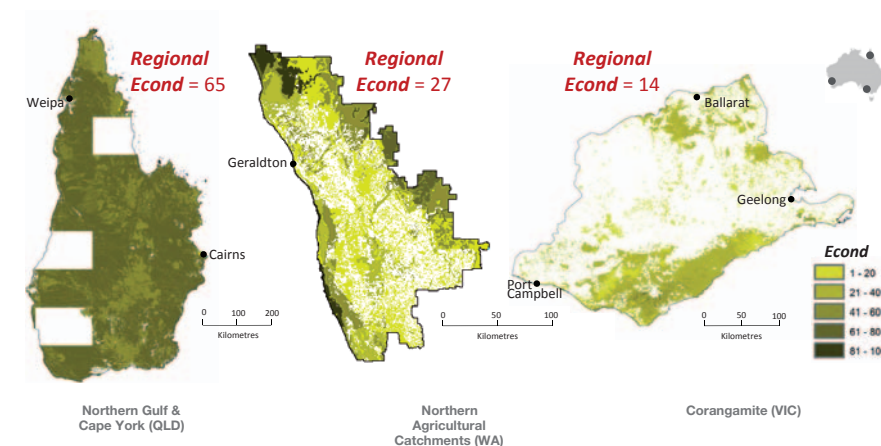 Regional
Econd = 65
Weipa
Cairns
0 100 200
Kilometres
Northern Gulf &
Cape York (QLD)
Regional
Econd = 27
Geraldton
0 50 100
Kilometres
Northern
Agricultural
Catchments (WA)
Regional
Econd = 14
Ballarat
Geelong
Port
Campbell
0 50 100
Kilometres
Corangamite (VIC)
Econd
1 - 20
21 - 40
41 - 60
61 - 80
81 - 10